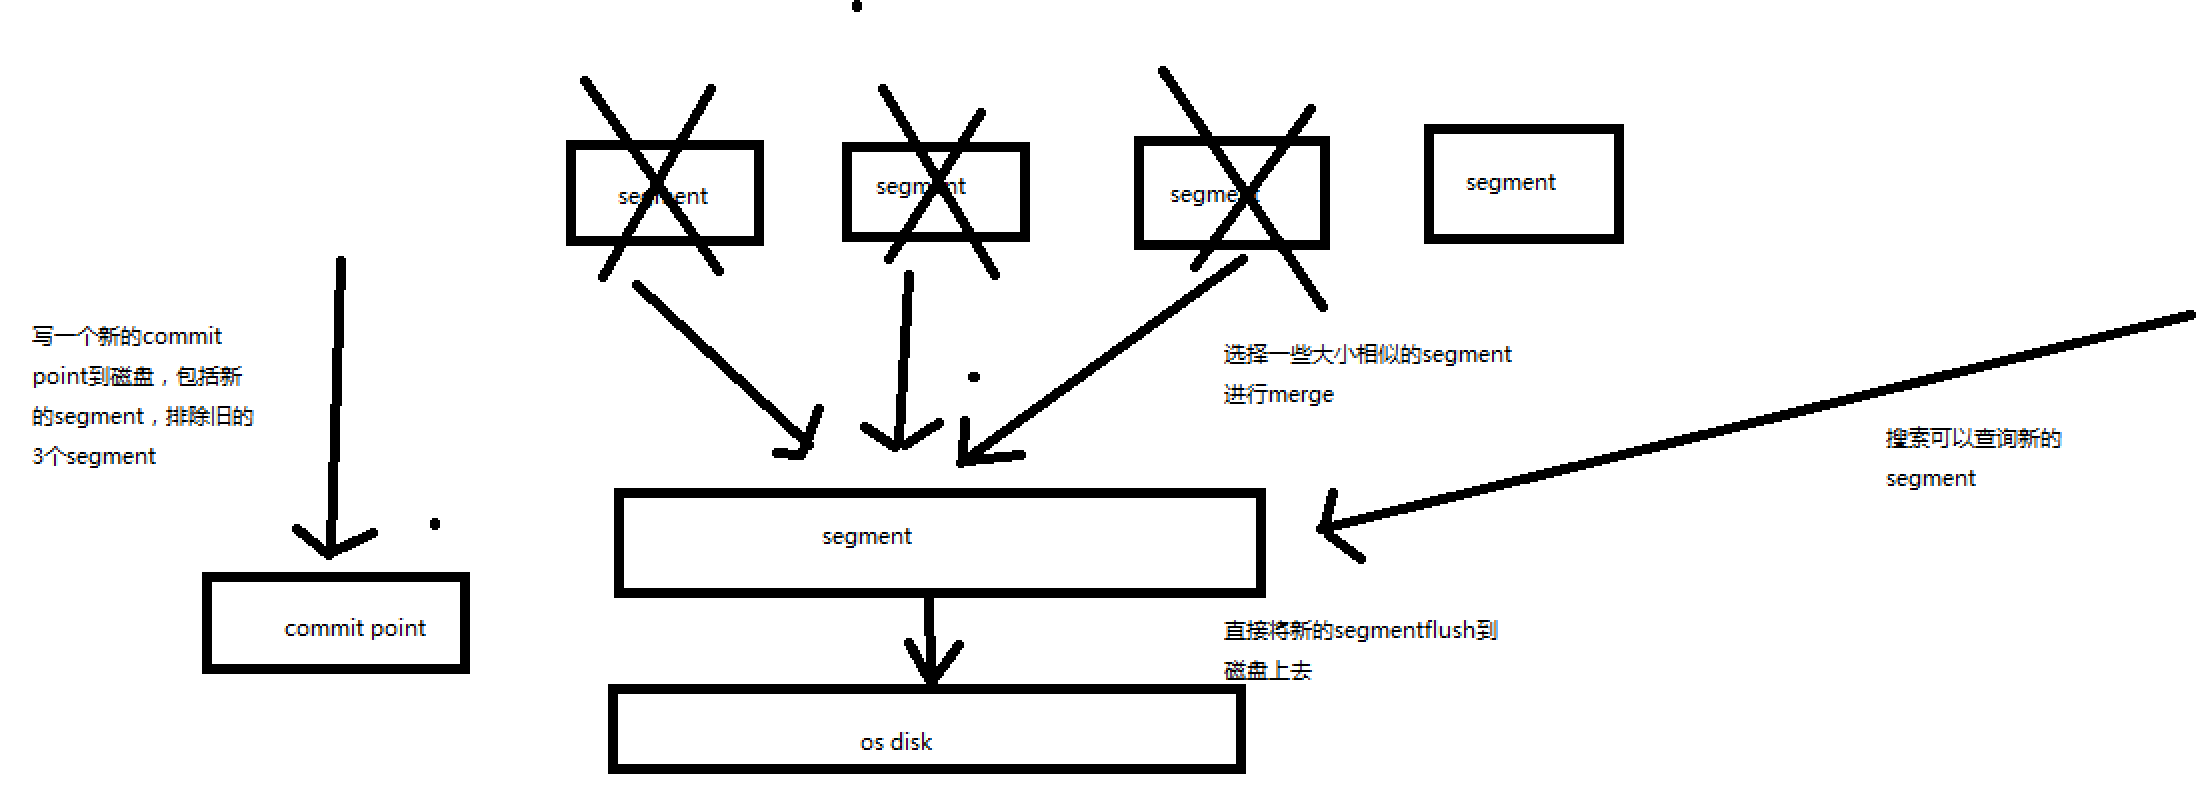 segment
segment
segment
segment
写一个新的commit
point到磁盘，包括新
的segment，排除旧的
3个segment
选择一些大小相似的segment
进行merge
搜索可以查询新的
segment
segment
commit point
直接将新的segmentflush到
磁盘上去
os disk